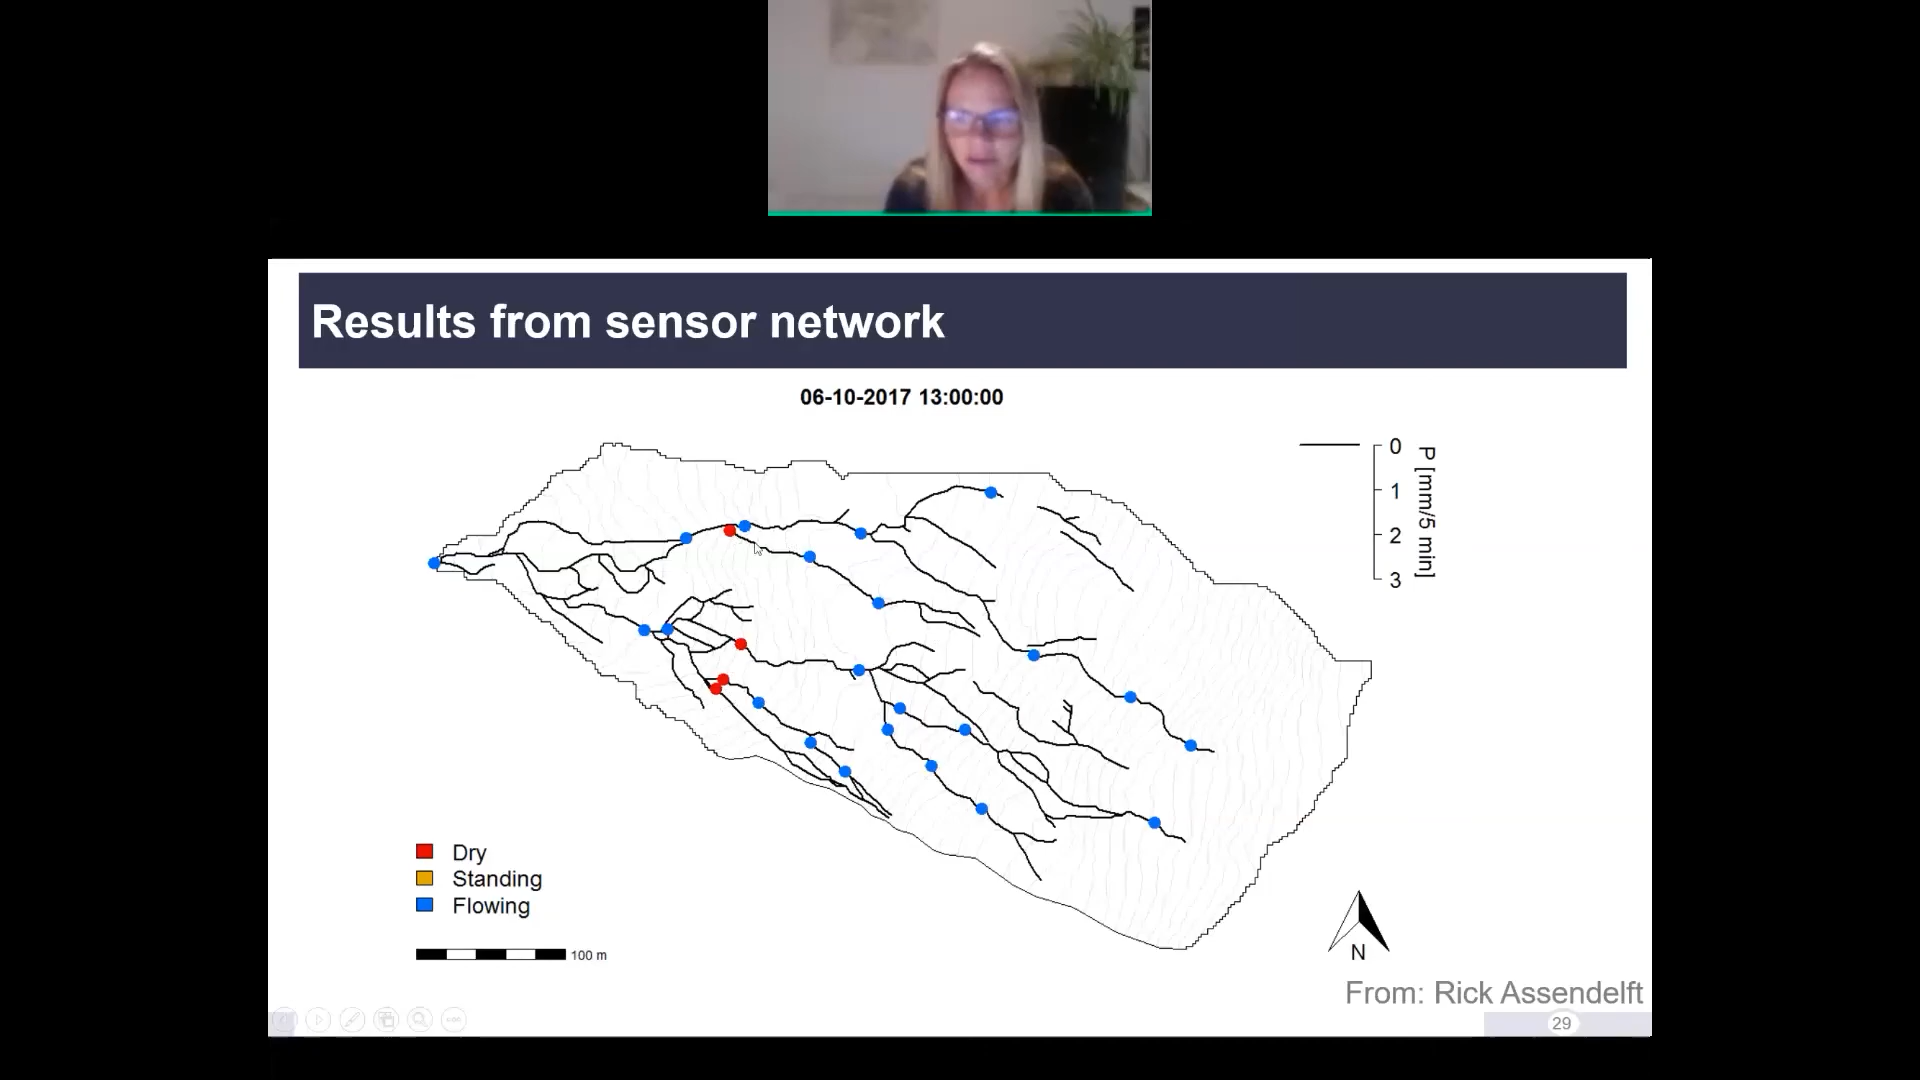 Results from sensor network
06-10-2017 13:00:00
0
1
2
3
P [mm/5 min]
Dry
Standing
Flowing
100 m
N
From: Rick Assendelft
29